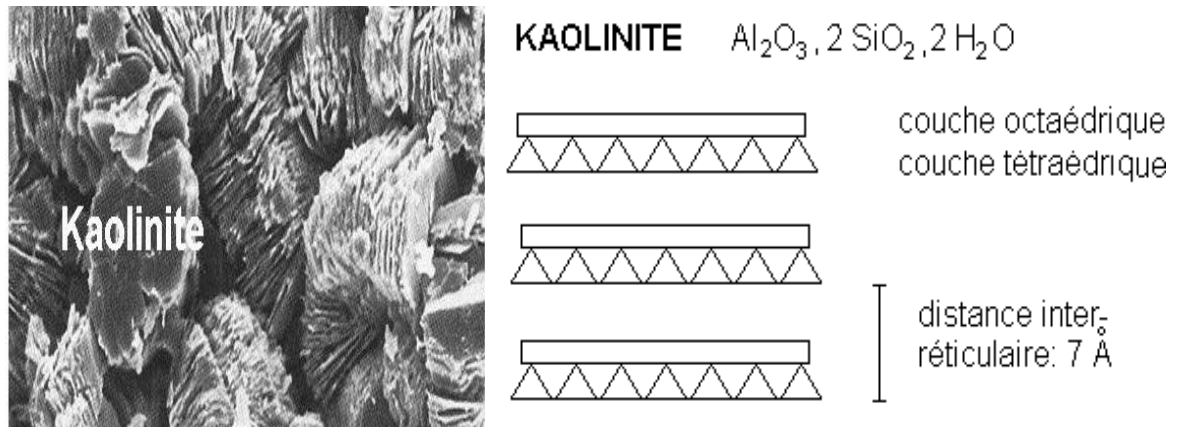 Kaolinite
KAOLINITE Al₂O₃, 2 SiO₂, 2 H₂O
couche octaédrique
couche tétraédrique
distance inter-
réticulaire: 7 Å